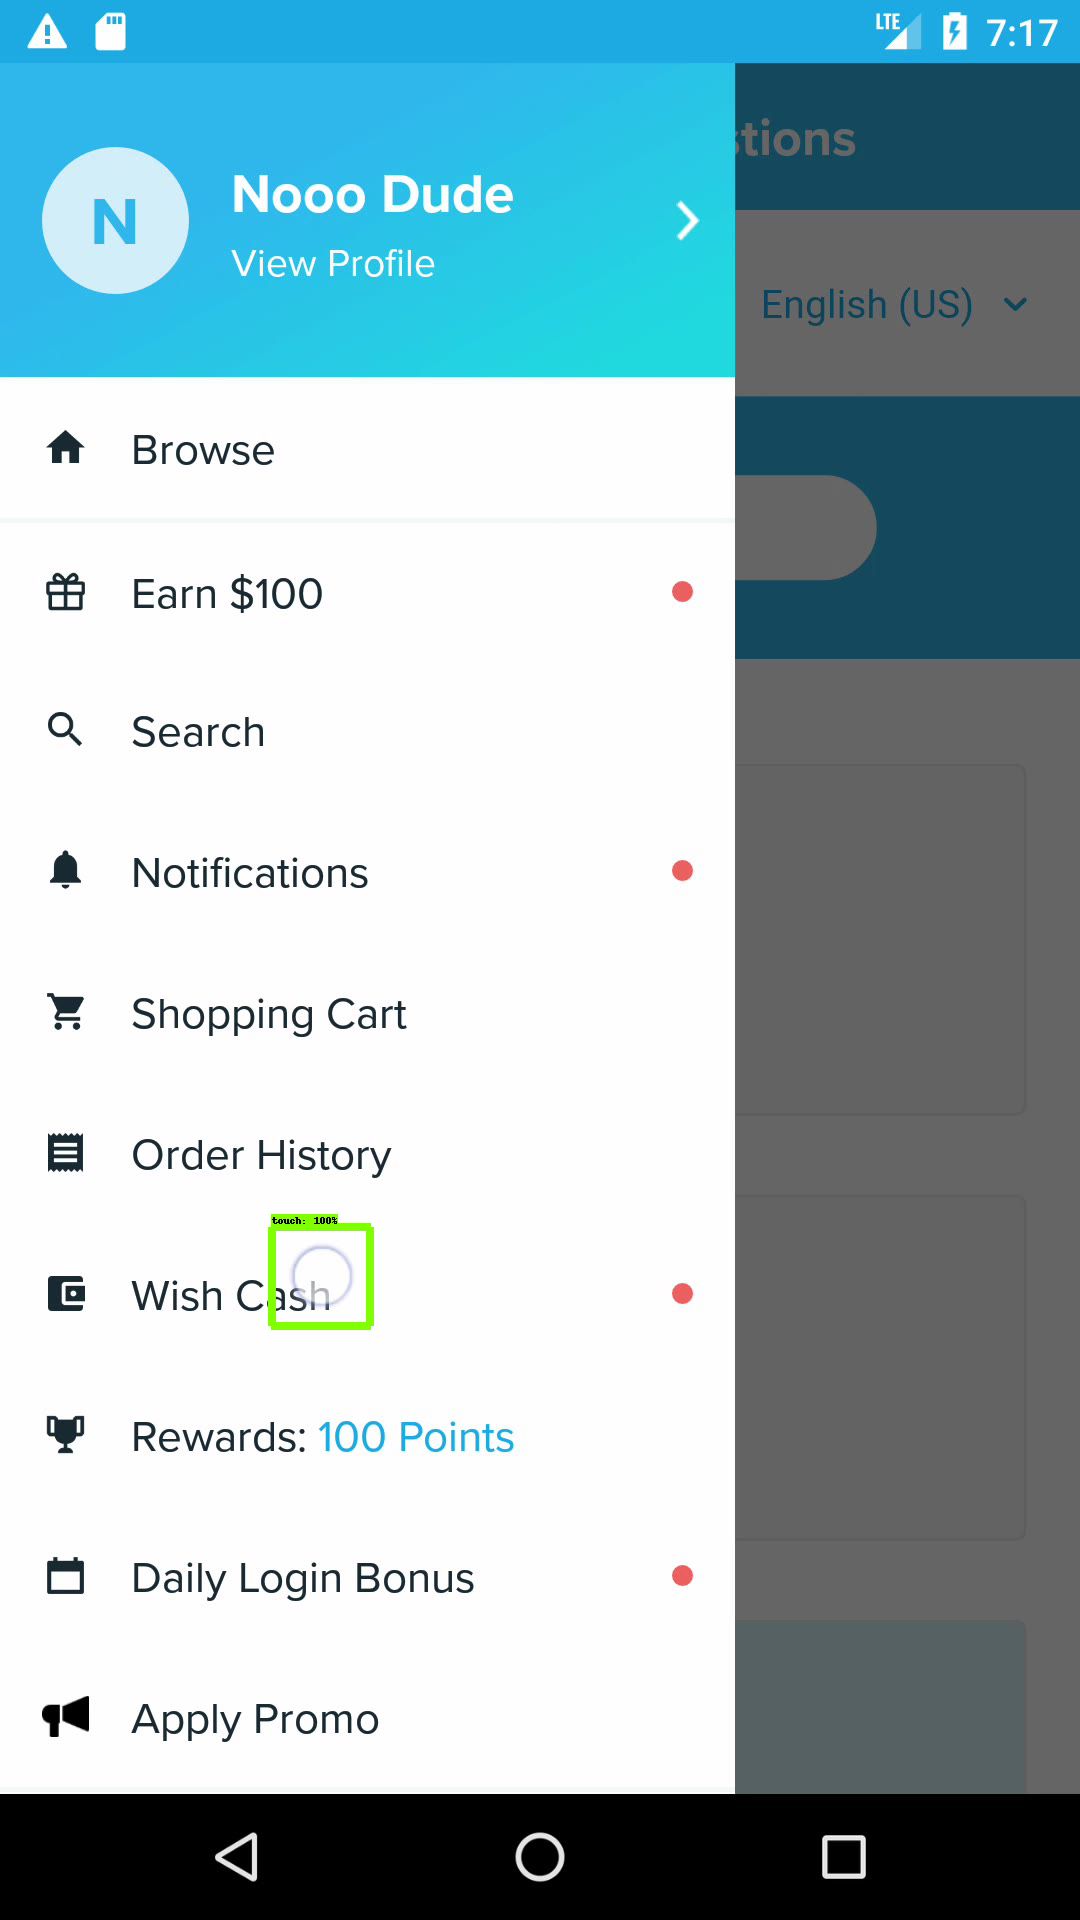 LTE 7:17
stions
N
Nooo Dude
View Profile
English (US)
Browse
Earn $100
Search
Notifications
Shopping Cart
Order History
touch: 100%
Wish Cash
Rewards: 100 Points
Daily Login Bonus
Apply Promo